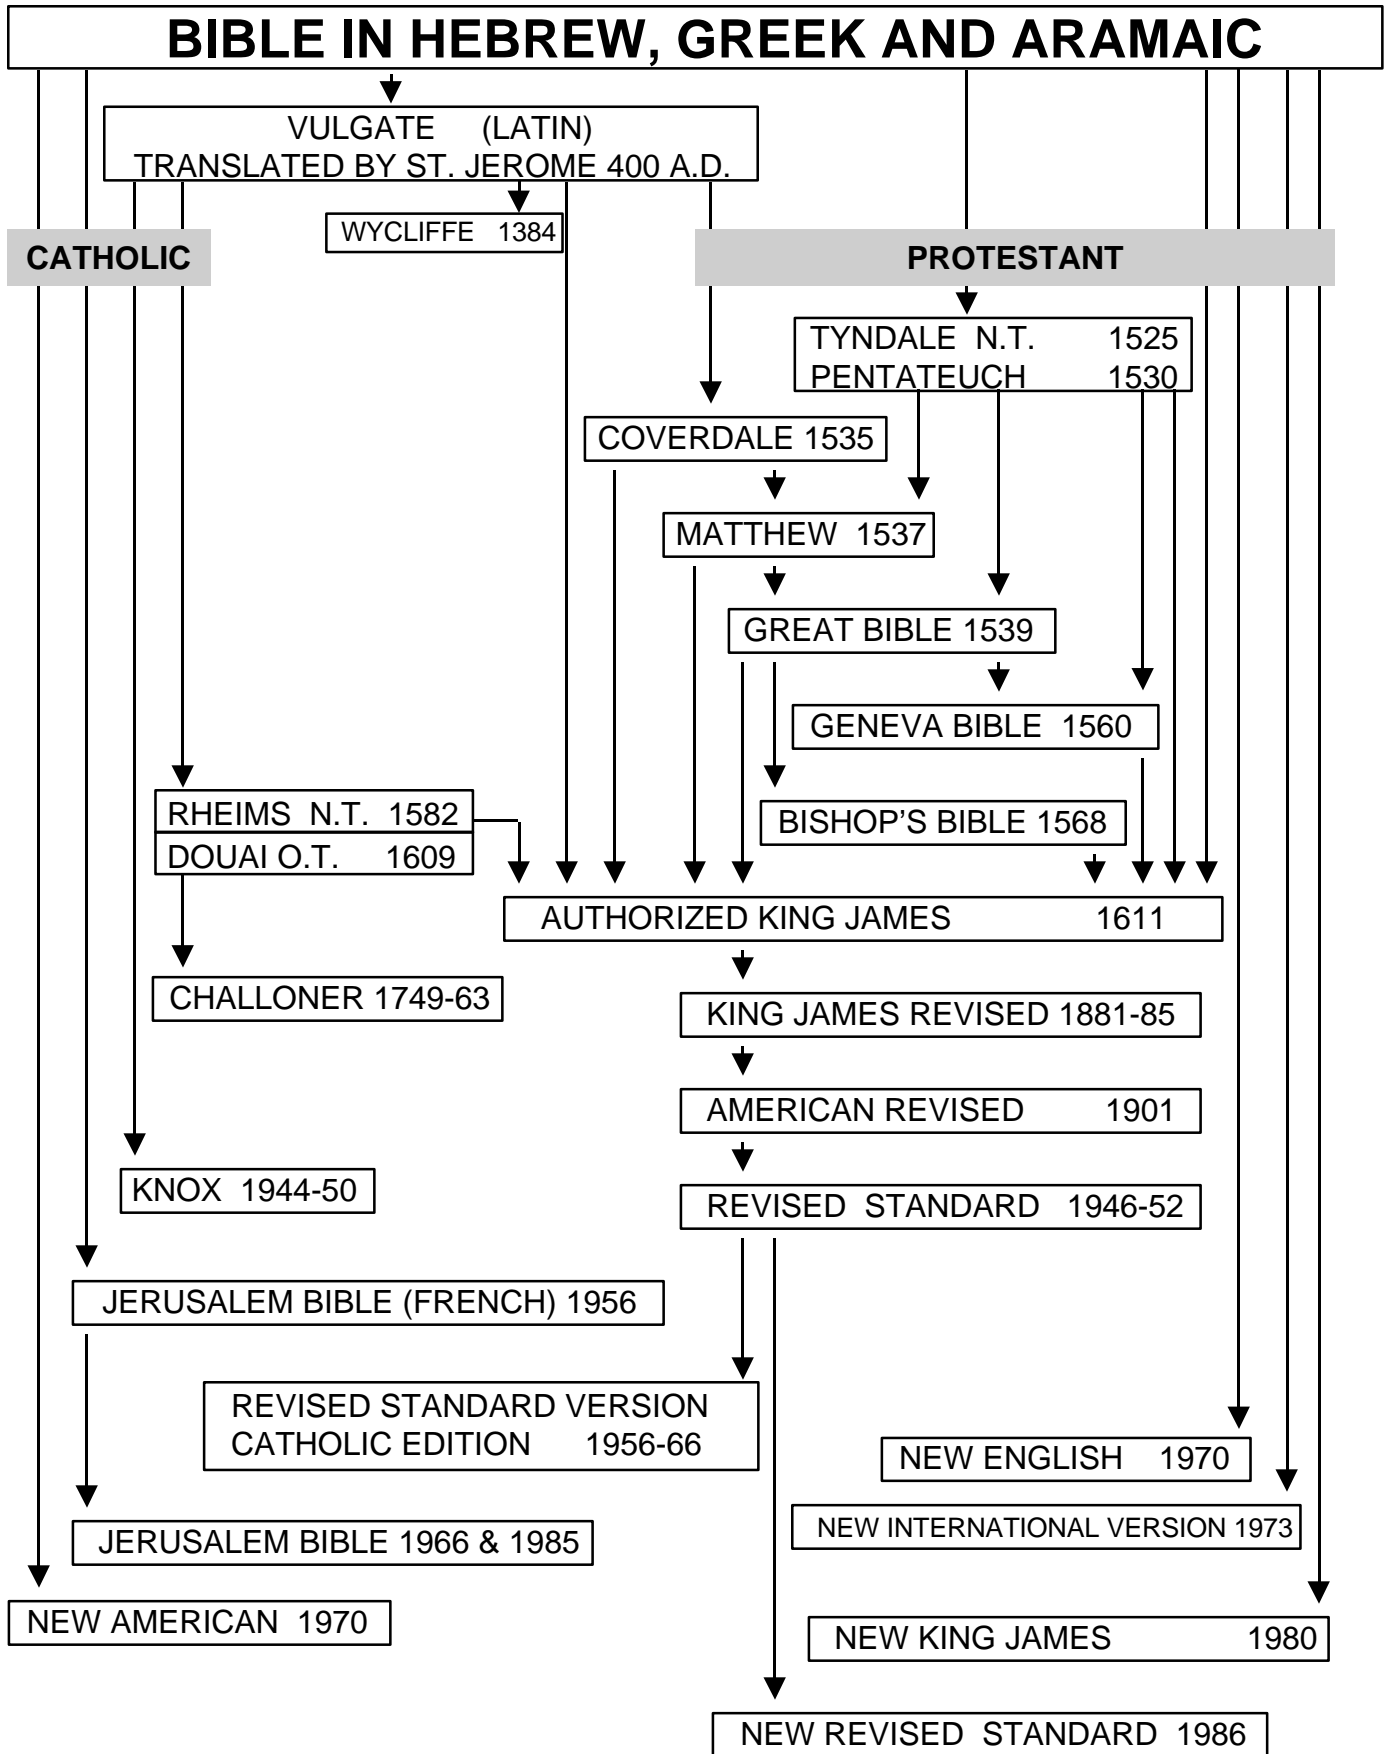 BIBLE IN HEBREW, GREEK AND ARAMAIC
VULGATE (LATIN)
TRANSLATED BY ST. JEROME 400 A.D.
WYCLIFFE 1384
CATHOLIC
PROTESTANT
TYNDALE N.T. 1525
PENTATEUCH 1530
COVERDALE 1535
MATTHEW 1537
GREAT BIBLE 1539
GENEVA BIBLE 1560
RHEIMS N.T. 1582
DOUAI O.T. 1609
BISHOP'S BIBLE 1568
AUTHORIZED KING JAMES 1611
CHALLONER 1749-63
KING JAMES REVISED 1881-85
AMERICAN REVISED 1901
KNOX 1944-50
REVISED STANDARD 1946-52
JERUSALEM BIBLE (FRENCH) 1956
REVISED STANDARD VERSION
CATHOLIC EDITION 1956-66
NEW ENGLISH 1970
NEW INTERNATIONAL VERSION 1973
JERUSALEM BIBLE 1966 & 1985
NEW AMERICAN 1970
NEW KING JAMES 1980
NEW REVISED STANDARD 1986